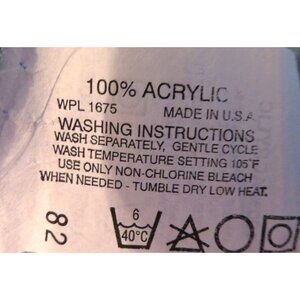 100% ACRYLIC
WPL 1675 MADE IN U.S.A.
WASHING INSTRUCTIONS
WASH SEPARATELY, GENTLE CYCLE
WASH TEMPERATURE SETTING 105°F
USE ONLY NON-CHLORINE BLEACH
WHEN NEEDED - TUMBLE DRY LOW HEAT.
82
6
40°C